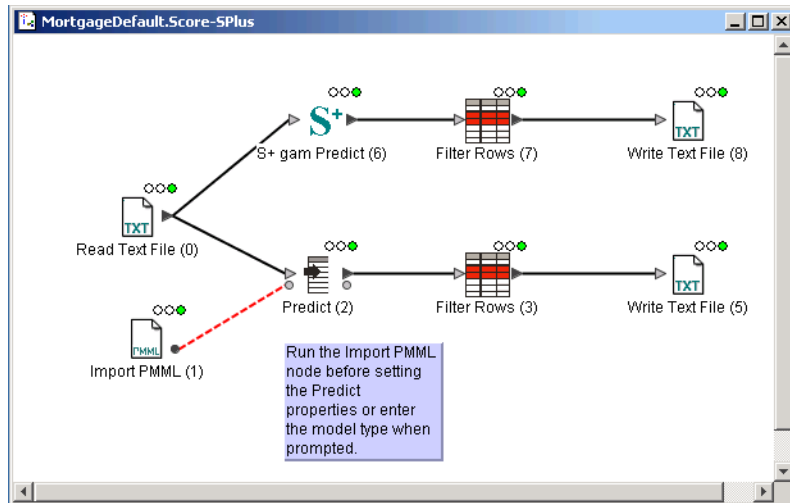 MortgageDefault.Score-SPlus
S+
S+ gam Predict (6)
Filter Rows (7)
TXT
Write Text File (8)
TXT
Read Text File (0)
Predict (2)
Filter Rows (3)
TXT
Write Text File (5)
PMML
Import PMML (1)
Run the Import PMML
node before setting
the Predict
properties or enter
the model type when
prompted.